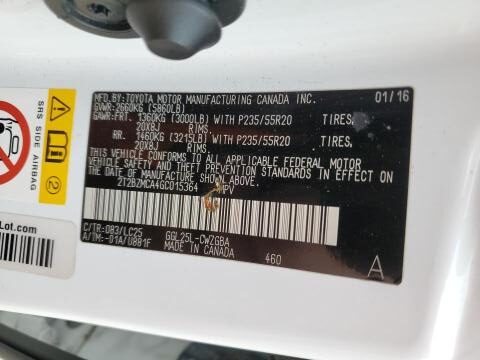 MFD. BY:TOYOTA MOTOR MANUFACTURING CANADA INC. 01/16
GVWR:2660KG (5860LB)
GAWR:FRT. 1360KG (3000LB) WITH P235/55R20 TIRES,
20X8J RIMS,
RR. 1460KG (3215LB) WITH P235/55R20 TIRES,
20X8J RIMS.
THIS VEHICLE CONFORMS TO ALL APPLICABLE FEDERAL MOTOR
VEHICLE SAFETY STANDARDS IN EFFECT ON
THE DATE OF MANUFACTURE SHOWN ABOVE.
2T2BZMCA4GC015364 MPV
C/TR:083/LC25 GGL25L-CWZGBA
A/TM:-01A/U881F MADE IN CANADA 460
A
SRS SIDE AIRBAG
Lot.com